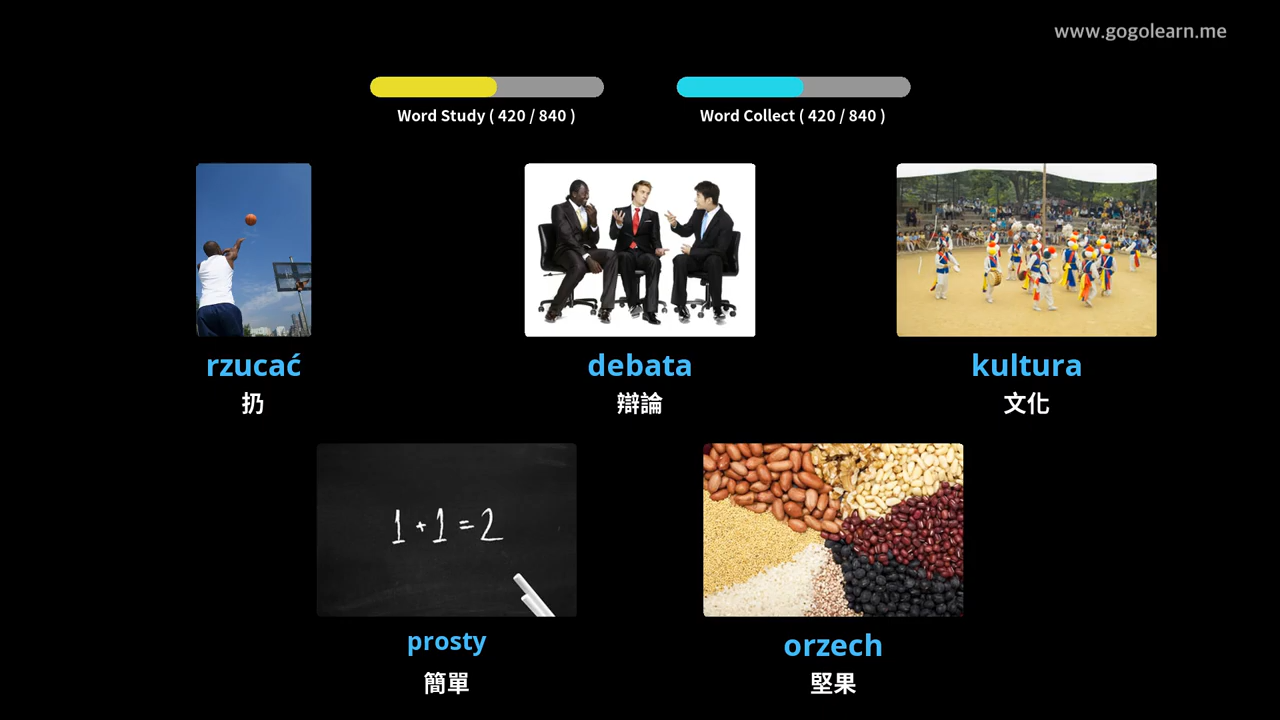 www.gogolearn.me
Word Study ( 420 / 840 )
Word Collect ( 420 / 840 )
rzucać
扔
debata
辯論
kultura
文化
1+1=2
prosty
簡單
orzech
堅果